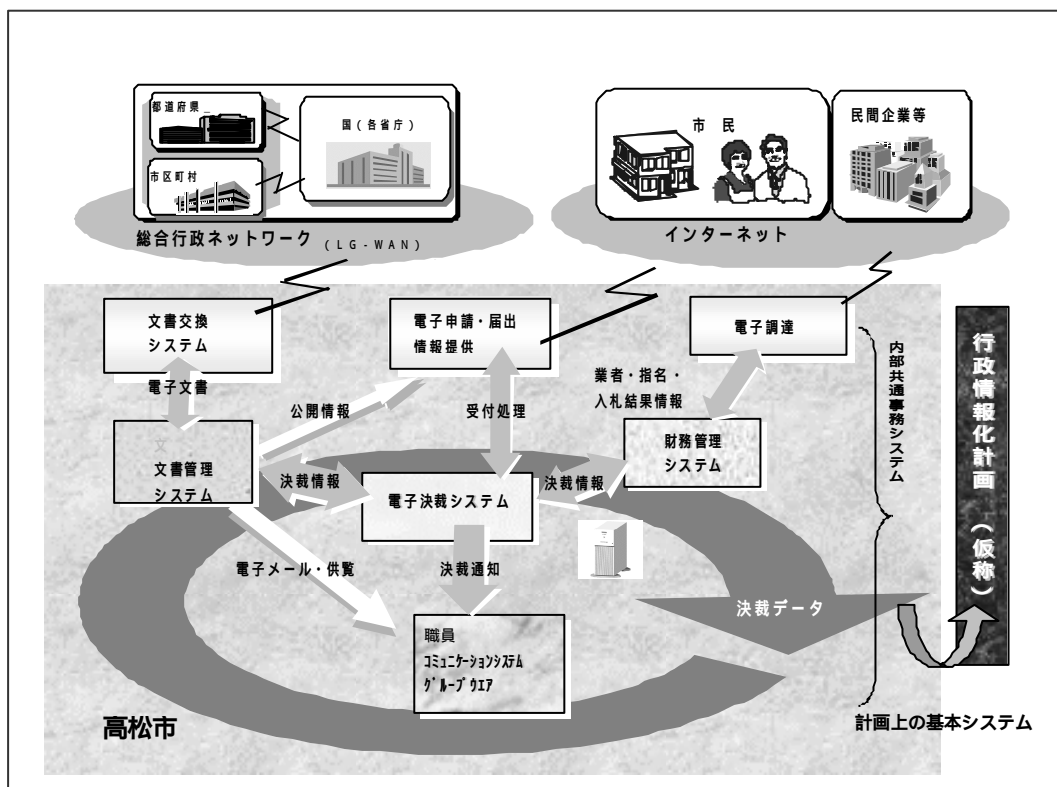 都道府県
国(各省庁)
市区町村
総合行政ネットワーク (LG-WAN)
市 民
民間企業等
インターネット
文書交換
システム
電子申請・届出
情報提供
電子調達
電子文書
公開情報
受付処理
業者・指名・
入札結果情報
文
文書管理
システム
決裁情報
電子決裁システム
決裁情報
財務管理
システム
電子メール・供覧
決裁通知
決裁データ
職員
コミュニケーションシステム
グループウエア
高松市
内部共通事務システム
行政情報化計画 (仮称)
計画上の基本システム